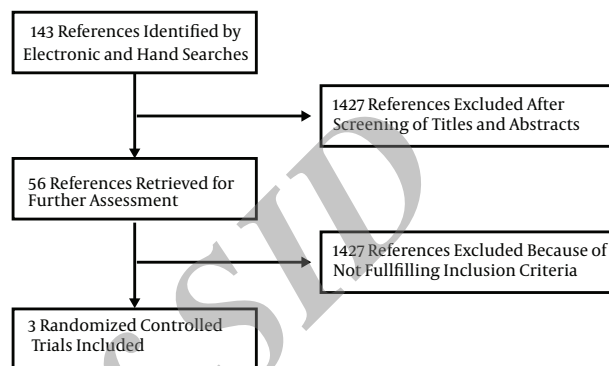 143 References Identified by
Electronic and Hand Searches
1427 References Excluded After
Screening of Titles and Abstracts
56 References Retrieved for
Further Assessment
1427 References Excluded Because of
Not Fullfilling Inclusion Criteria
3 Randomized Controlled
Trials Included
SID